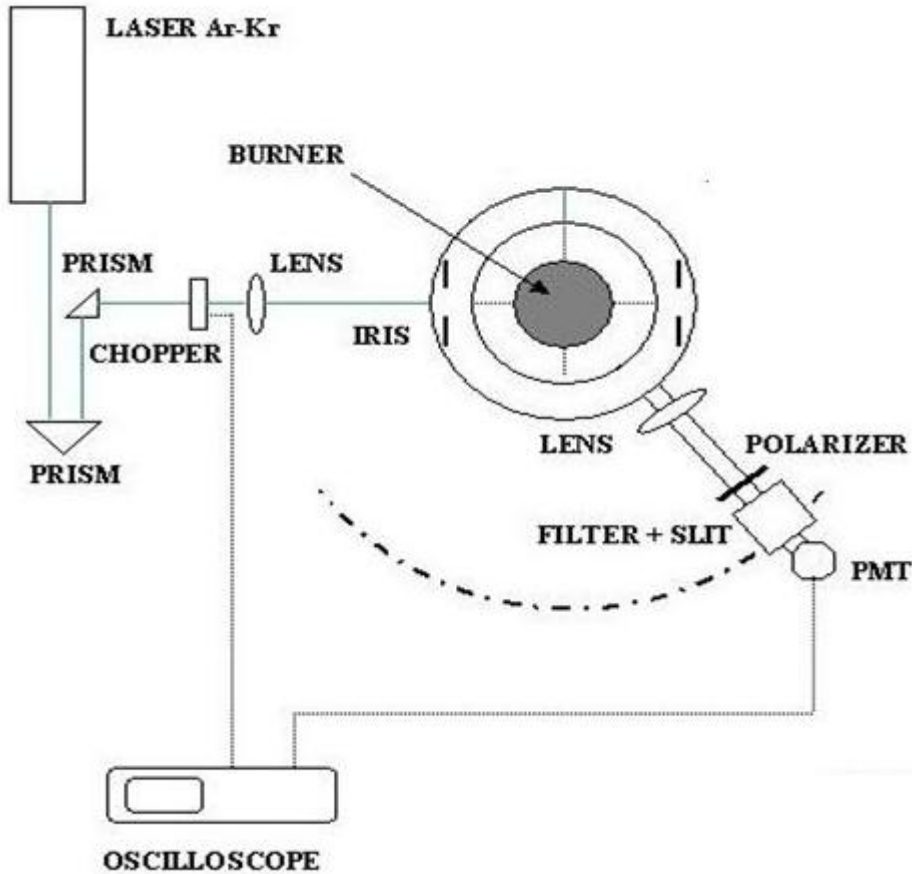 LASER Ar-Kr
BURNER
PRISM
LENS
IRIS
CHOPPER
LENS
POLARIZER
PRISM
FILTER + SLIT
PMT
OSCILLOSCOPE